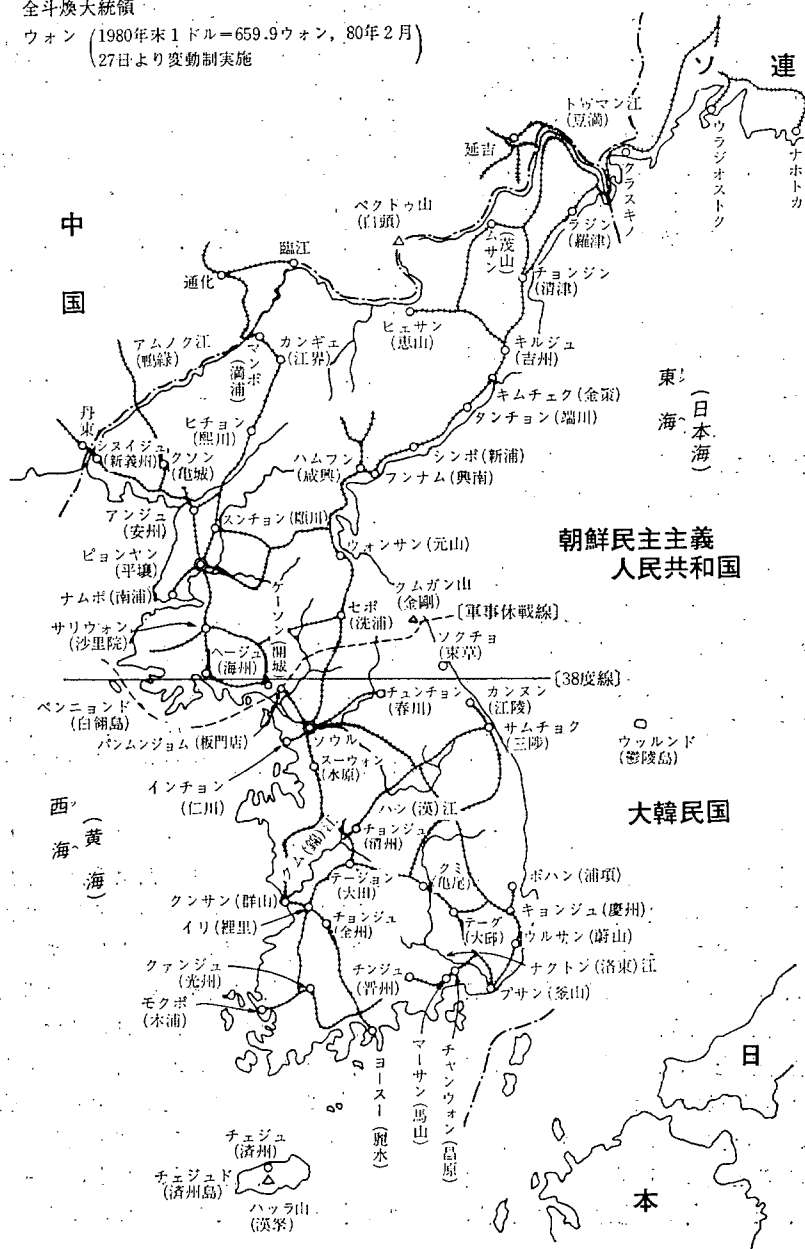 全斗煥大統領
ウォン (1980年末1ドル=659.9ウォン, 80年2月
27日より変動制実施)
ソ連
トゥマン江
(豆満)
延吉
クラスキノ
ウラジオストク
ナホトカ
ペクトゥ山
(白頭)
中国
臨江
通化
ムサン
(茂山)
ラジン
(羅津)
チョンジン
(清津)
ヒェサン
(恵山)
アムノク江
(鴨緑)
マンポ
(満浦)
カンギェ
(江界)
キルジュ
(吉州)
キムチェク(金策)
タンチョン(端川)
東海
(日本海)
丹東
シヌイジュ
(新義州)
クソン
(亀城)
ヒチョン
(熙川)
ハムフン
(咸興)
シンポ(新浦)
フンナム(興南)
アンジュ
(安州)
スンチョン(順川)
ウォンサン(元山)
朝鮮民主主義
人民共和国
ピョンヤン
(平壌)
ナムポ(南浦)
ケーソン
(開城)
クムガン山
(金剛)
セポ
(洗浦)
[軍事休戦線]
サリウォン
(沙里院)
ヘージュ
(海州)
ソクチョ
(束草)
[38度線]
ペンニョンド
(白翎島)
パンムンジョム(板門店)
チュンチョン
(春川)
カンヌン
(江陵)
ソウル
サムチョク
(三陟)
ウッルンド
(鬱陵島)
インチョン
(仁川)
スーウォン
(水原)
西海
(黄海)
ハン(漢)江
大韓民国
クム(錦)江
チョンジュ
(清州)
テージョン
(大田)
クミ
(亀尾)
ポハン(浦項)
クンサン(群山)
イリ(裡里)
チョンジュ
(全州)
テーグ
(大邱)
キョンジュ(慶州)
ウルサン(蔚山)
クァンジュ
(光州)
チンジュ
(晋州)
ナクトン(洛東)江
モクポ
(木浦)
プサン(釜山)
ヨースー(麗水)
マーサン(馬山)
チャンウォン(昌原)
日本
チェジュ
(済州)
チェジュド
(済州島)
ハッラ山
(漢拏)